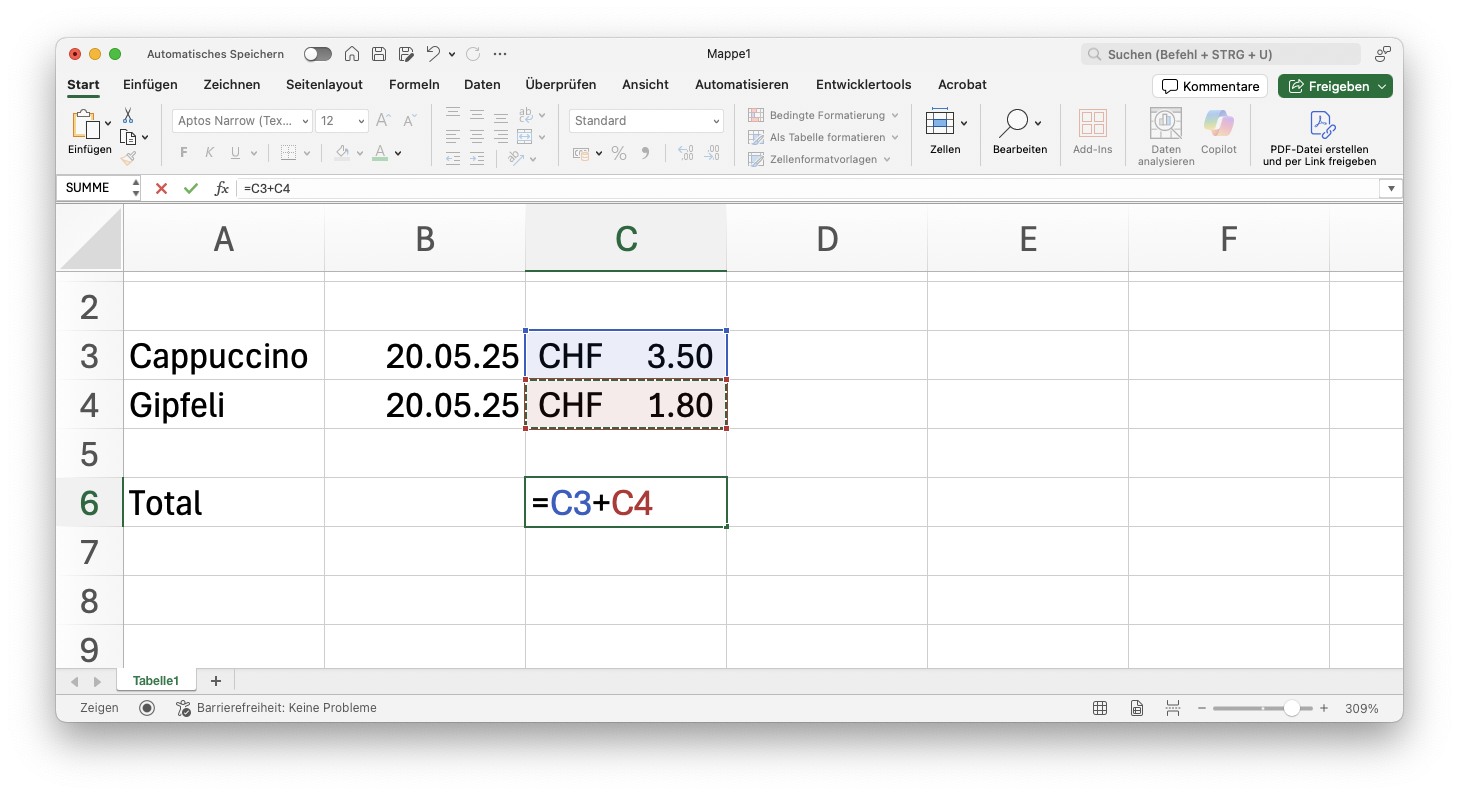 Automatisches Speichern Mappe1 Suchen (Befehl + STRG + U)
Start Einfügen Zeichnen Seitenlayout Formeln Daten Überprüfen Ansicht Automatisieren Entwicklertools Acrobat Kommentare Freigeben
Einfügen
Aptos Narrow (Tex... 12 A A
F K U A
ab
Standard
% 000
Bedingte Formatierung
Als Tabelle formatieren
Zellenformatvorlagen
Zellen
Bearbeiten
Add-Ins
Daten
analysieren
Copilot
PDF-Datei erstellen
und per Link freigeben
SUMME fx =C3+C4
A B C D E F
2
3 Cappuccino 20.05.25 CHF 3.50
4 Gipfeli 20.05.25 CHF 1.80
5
6 Total =C3+C4
7
8
9
Tabelle1 +
Zeigen Barrierefreiheit: Keine Probleme − + 309%